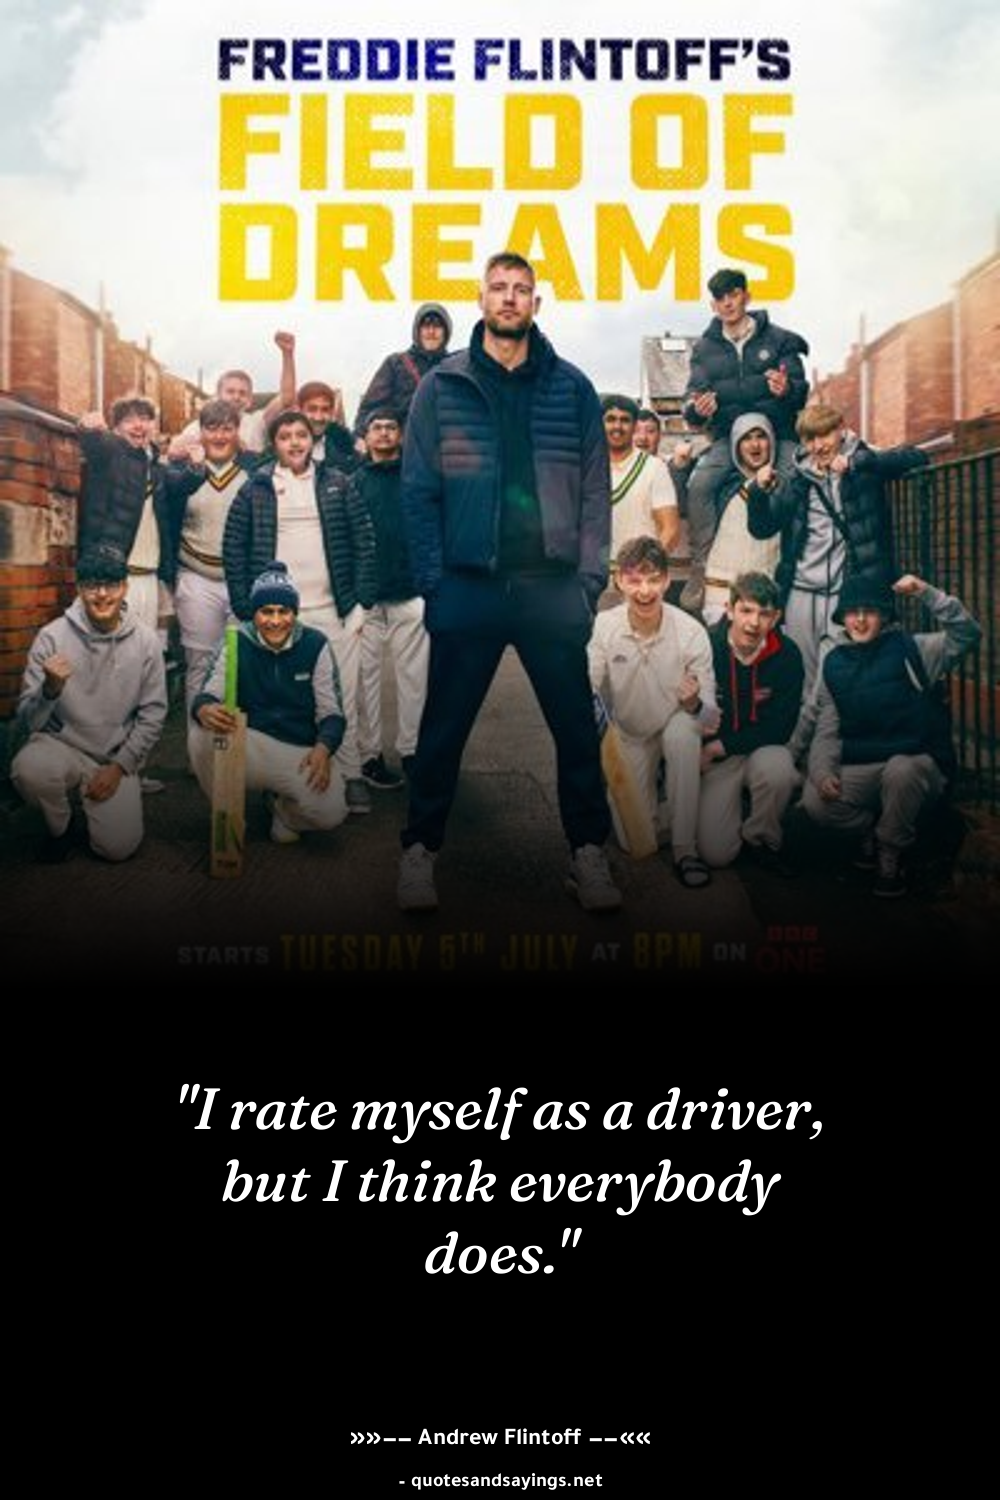 FREDDIE FLINTOFF'S
FIELD OF
DREAMS
STARTS TUESDAY 5TH JULY AT 8PM ON BBC ONE
"I rate myself as a driver,
but I think everybody
does."
»»−− Andrew Flintoff −−««
- quotesandsayings.net